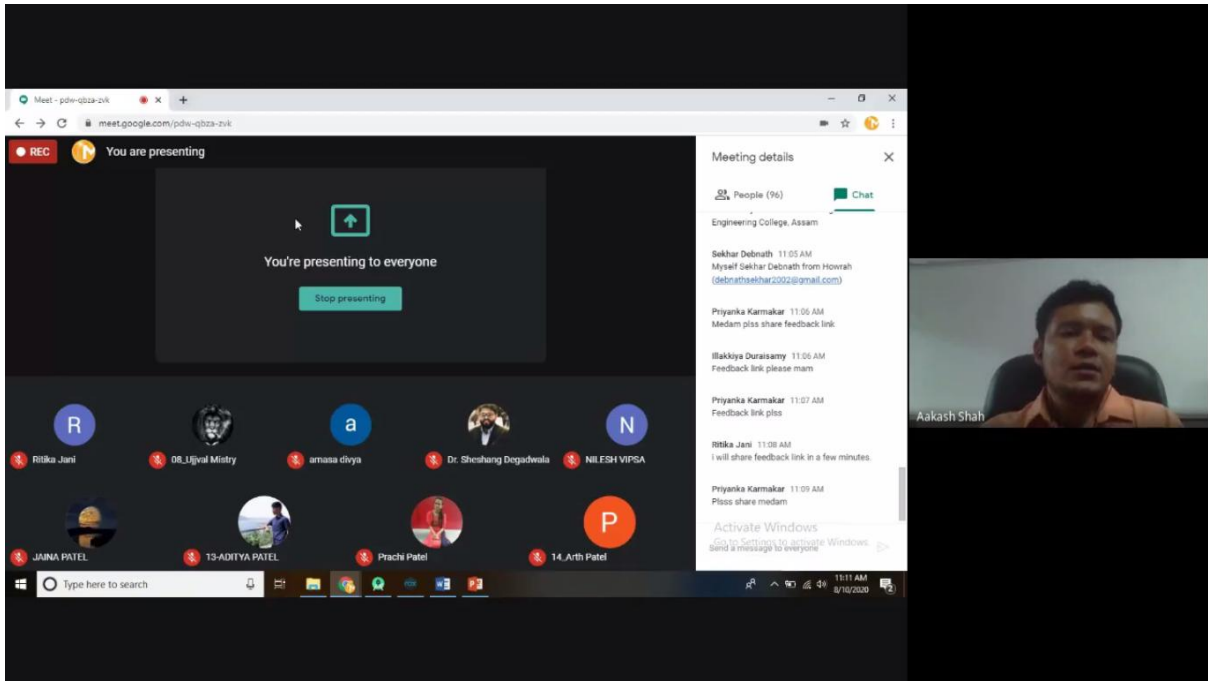 Meet - pdw-qbza-zvk
meet.google.com/pdw-qbza-zvk
REC
You are presenting
You're presenting to everyone
Stop presenting
R
a
N
Ritika Jani
08_Ujjval Mistry
amasa divya
Dr. Sheshang Degadwala
NILESH VIPSA
P
JAINA PATEL
13-ADITYA PATEL
Prachi Patel
14_Arth Patel
Meeting details
People (96)
Chat
Engineering College, Assam
Sekhar Debnath 11:05 AM
Myself Sekhar Debnath from Howrah
(debnathsekhar2002@gmail.com)
Priyanka Karmakar 11:06 AM
Medam plss share feedback link
Illakkiya Duraisamy 11:06 AM
Feedback link please mam
Priyanka Karmakar 11:07 AM
Feedback link plss
Ritika Jani 11:08 AM
i will share feedback link in a few minutes.
Priyanka Karmakar 11:09 AM
Plsss share medam
Activate Windows
Go to Settings to activate Windows
Send a message to everyone
Type here to search
11:11 AM
8/10/2020
2
Aakash Shah